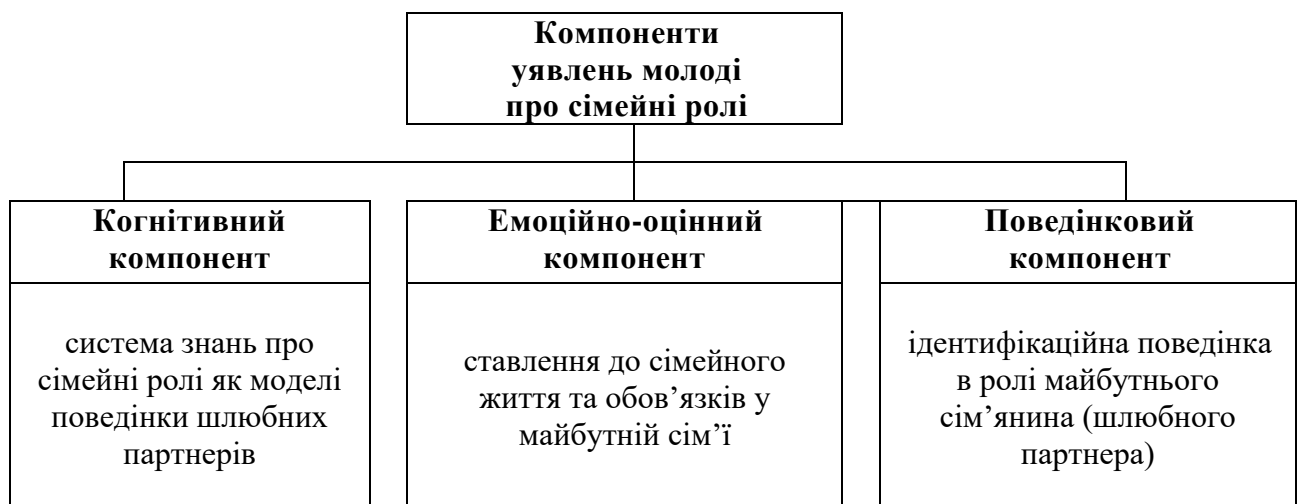 Компоненти
уявлень молоді
про сімейні ролі
Когнітивний
компонент
система знань про
сімейні ролі як моделі
поведінки шлюбних
партнерів
Емоційно-оцінний
компонент
ставлення до сімейного
життя та обов’язків у
майбутній сім’ї
Поведінковий
компонент
ідентифікаційна поведінка
в ролі майбутнього
сім’янина (шлюбного
партнера)